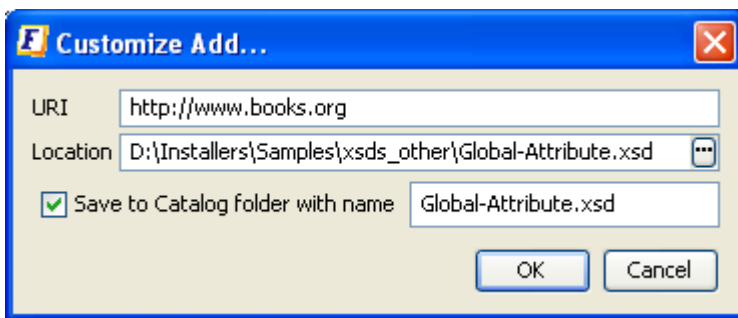 F Customize Add...
URI http://www.books.org
Location D:\Installers\Samples\xsds_other\Global-Attribute.xsd ...
Save to Catalog folder with name Global-Attribute.xsd
OK Cancel